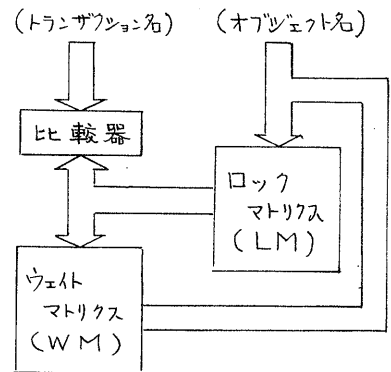 (トランザクション名)
(オブジェクト名)
比較器
ロック
マトリクス
(LM)
ウェイト
マトリクス
(WM)